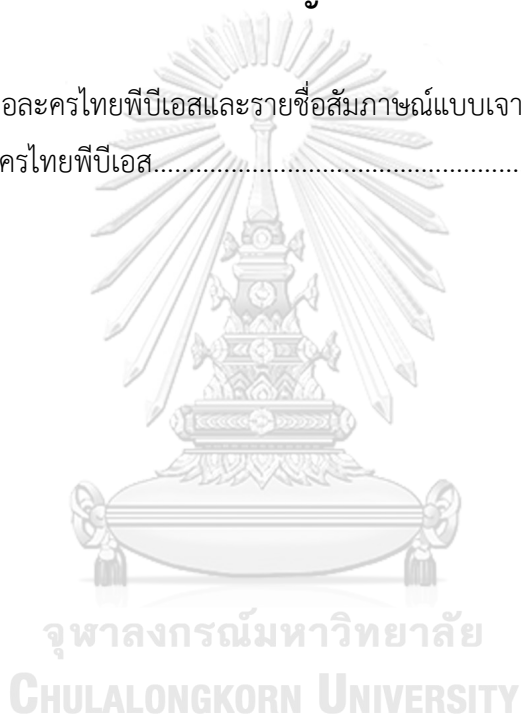 อละครไทยพีบีเอสและรายชื่อสัมภาษณ์แบบเจา
ครไทยพีบีเอส....................................................
จุฬาลงกรณ์มหาวิทยาลัย
CHULALONGKORN UNIVERSITY